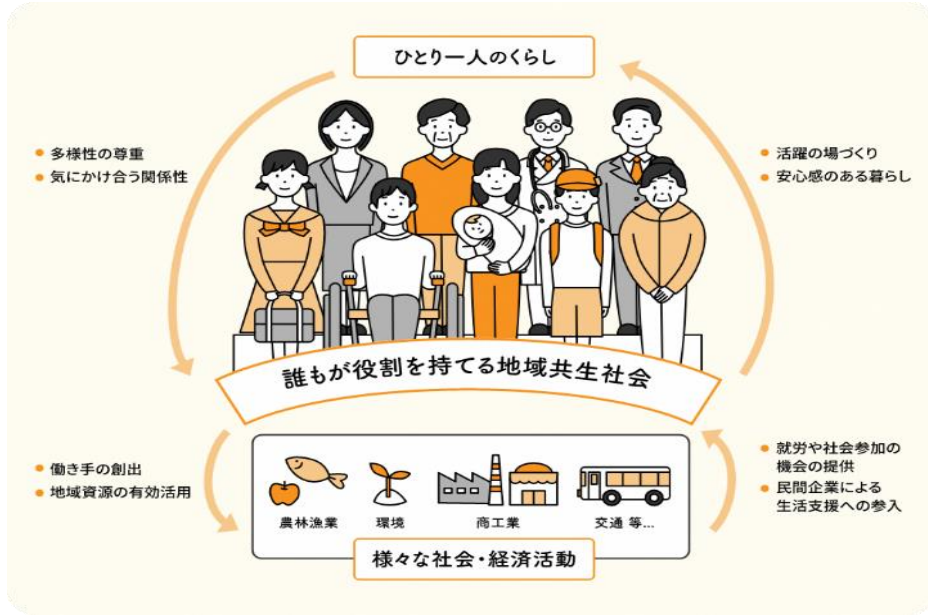 ひとり一人のくらし
● 多様性の尊重
● 気にかけ合う関係性
● 活躍の場づくり
● 安心感のある暮らし
誰もが役割を持てる地域共生社会
● 働き手の創出
● 地域資源の有効活用
● 就労や社会参加の
機会の提供
● 民間企業による
生活支援への参入
農林漁業
環境
商工業
交通 等...
様々な社会・経済活動